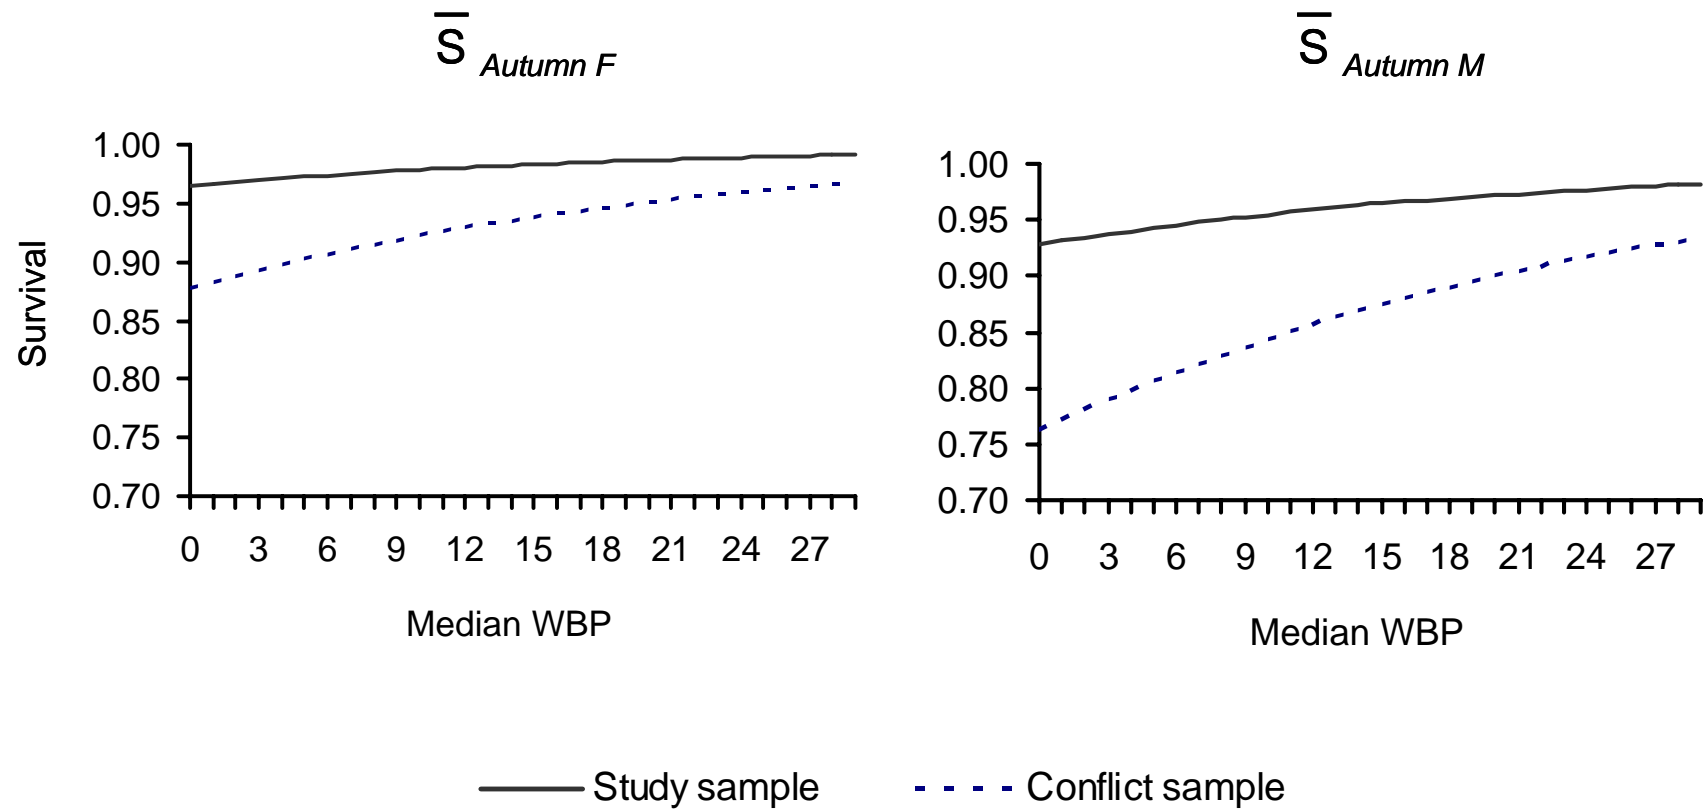 S̅ Autumn F
1.00
0.95
0.90
0.85
0.80
0.75
0.70
Survival
0 3 6 9 12 15 18 21 24 27
Median WBP
S̅ Autumn M
1.00
0.95
0.90
0.85
0.80
0.75
0.70
0 3 6 9 12 15 18 21 24 27
Median WBP
Study sample Conflict sample